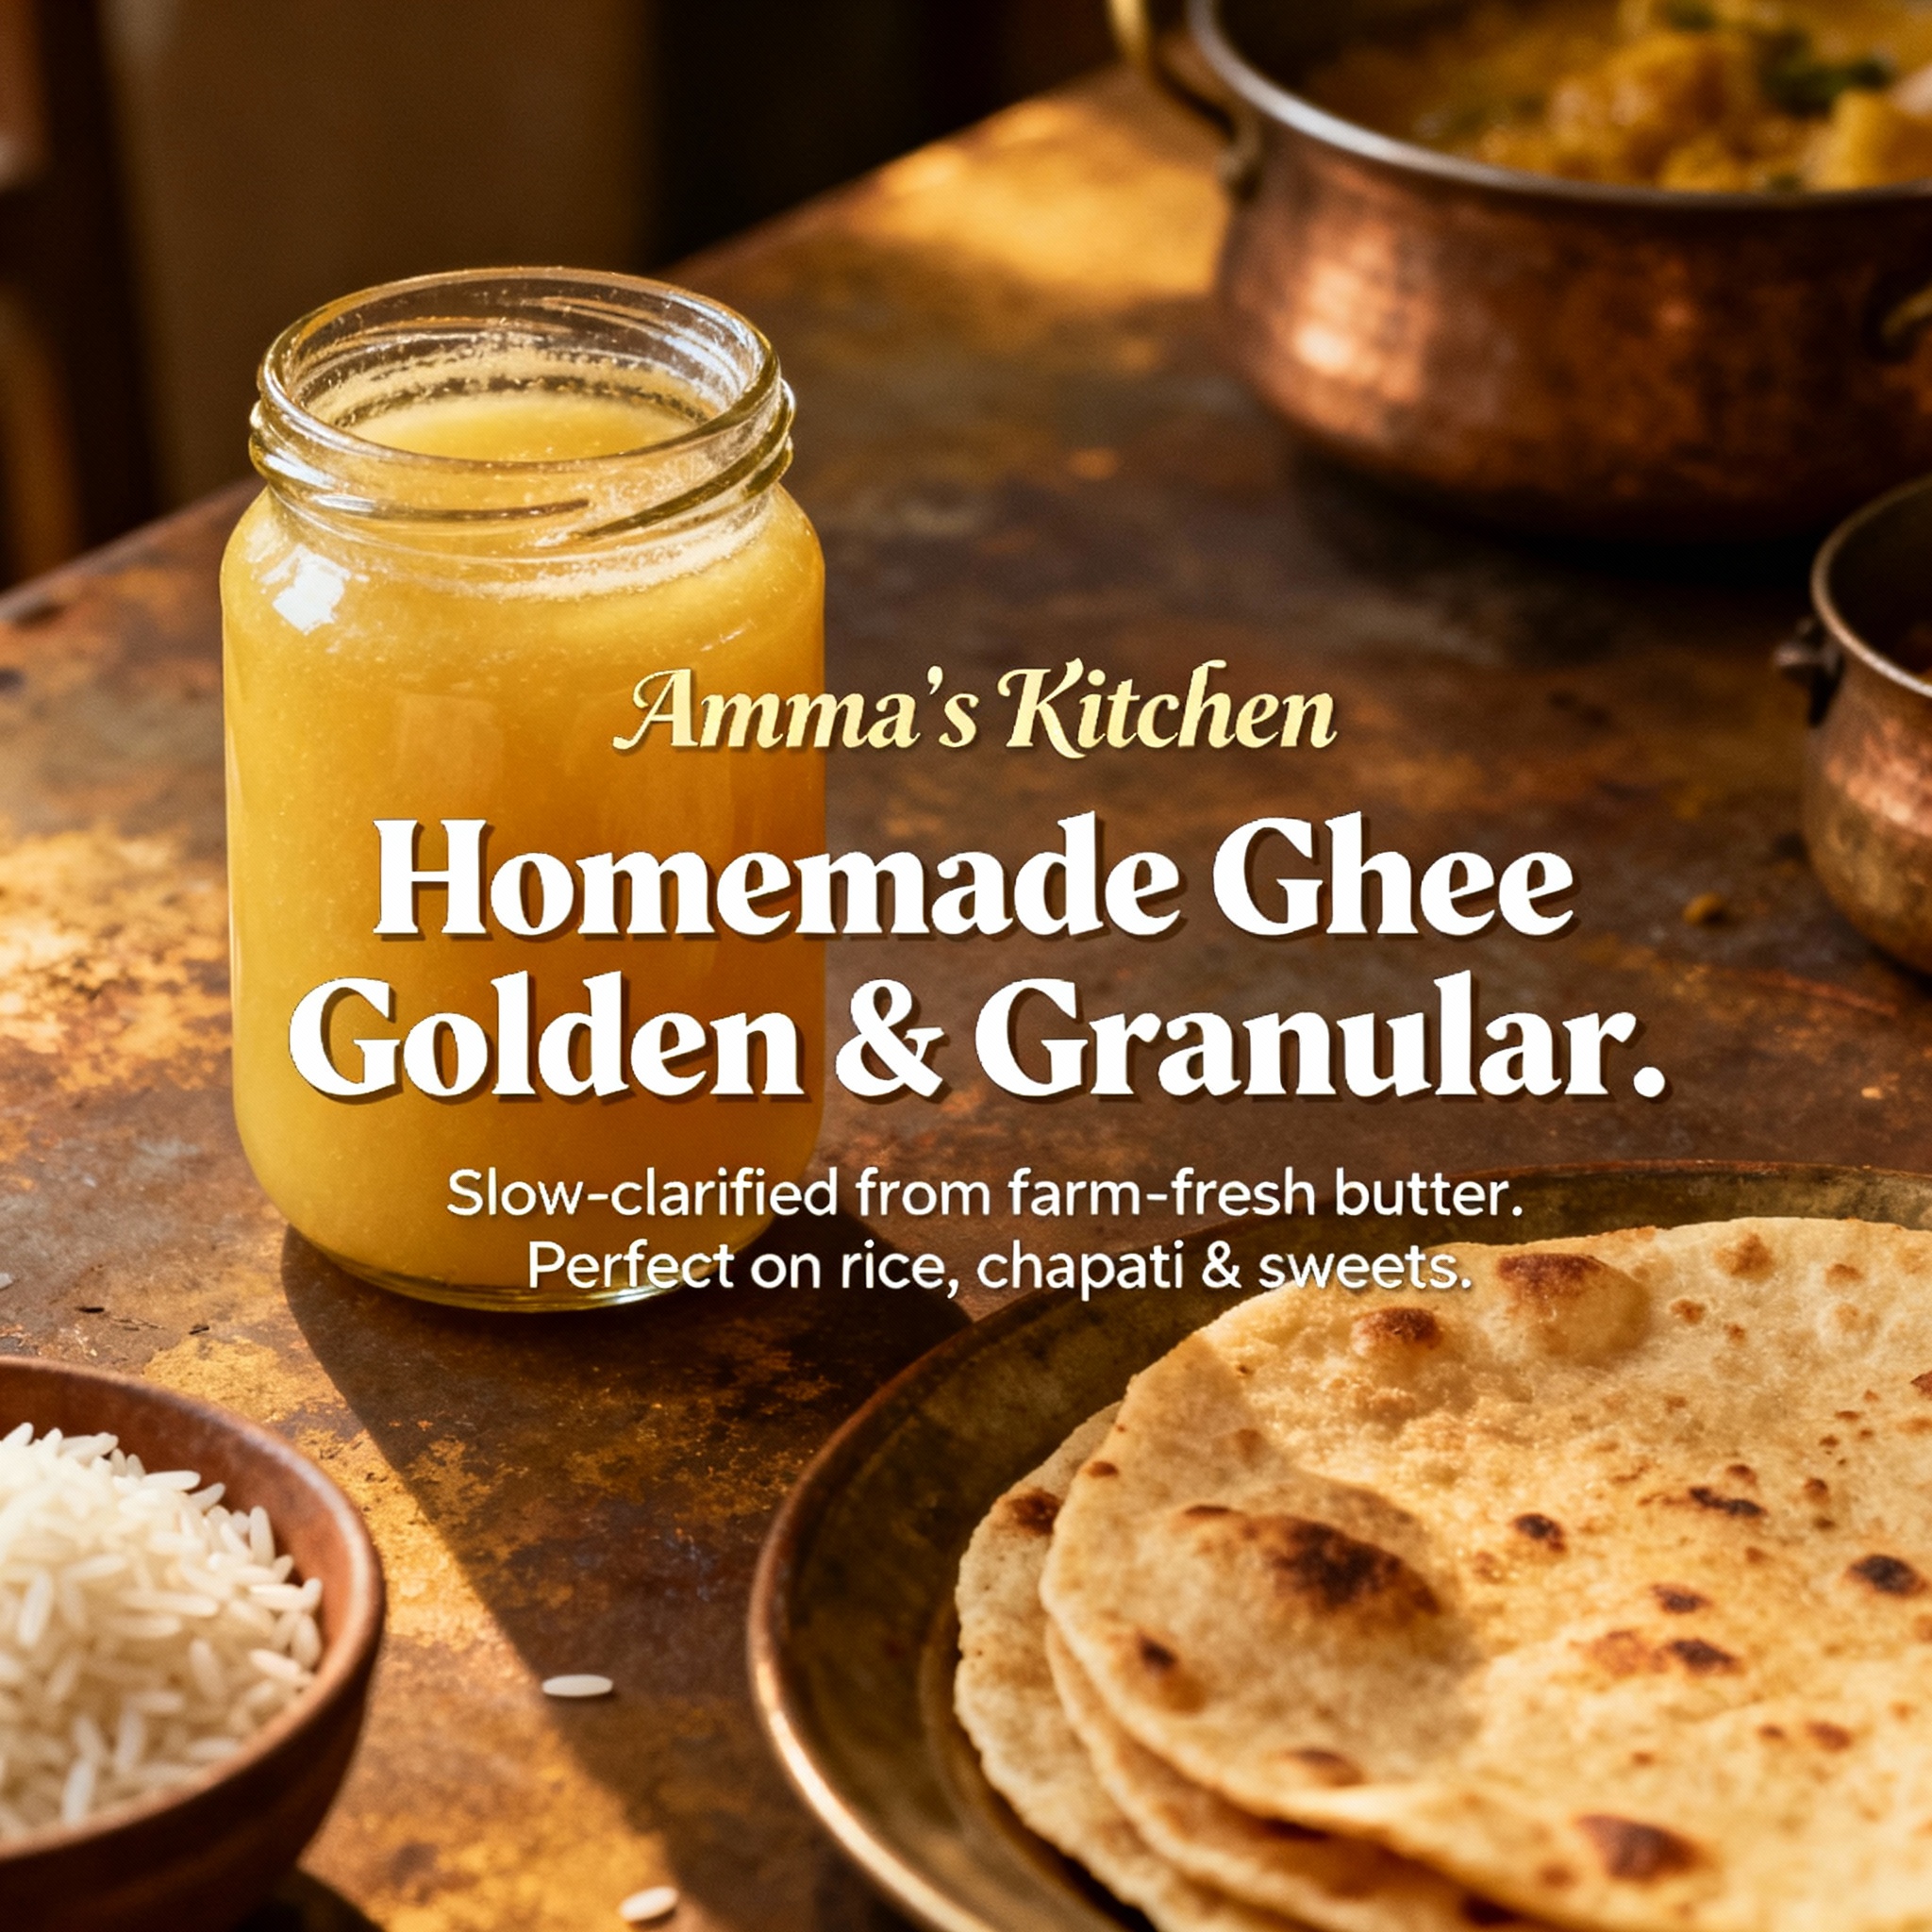 Amma's Kitchen
Homemade Ghee
Golden & Granular.
Slow-clarified from farm-fresh butter.
Perfect on rice, chapati & sweets.